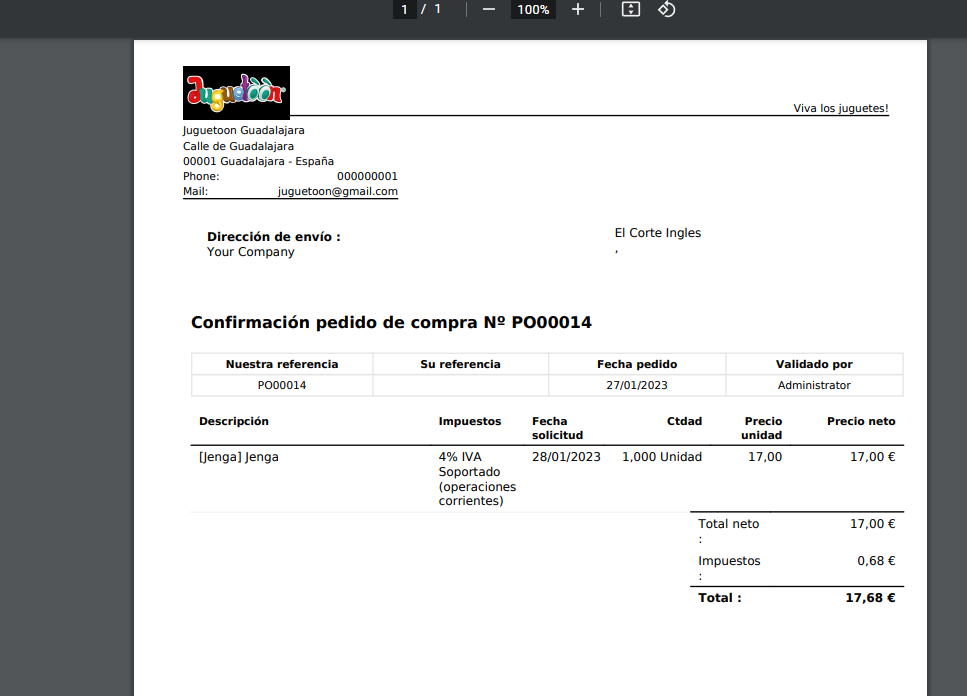 1 / 1 100%
Juguetoon
Viva los juguetes!
Juguetoon Guadalajara
Calle de Guadalajara
00001 Guadalajara - España
Phone: 000000001
Mail: juguetoon@gmail.com
Dirección de envío :
Your Company
El Corte Ingles
,
Confirmación pedido de compra Nº PO00014
Nuestra referencia Su referencia Fecha pedido Validado por
PO00014 27/01/2023 Administrator
Descripción Impuestos Fecha solicitud Ctdad Precio unidad Precio neto
[Jenga] Jenga 4% IVA 28/01/2023 1,000 Unidad 17,00 17,00 €
Soportado
(operaciones
corrientes)
Total neto : 17,00 €
Impuestos : 0,68 €
Total : 17,68 €